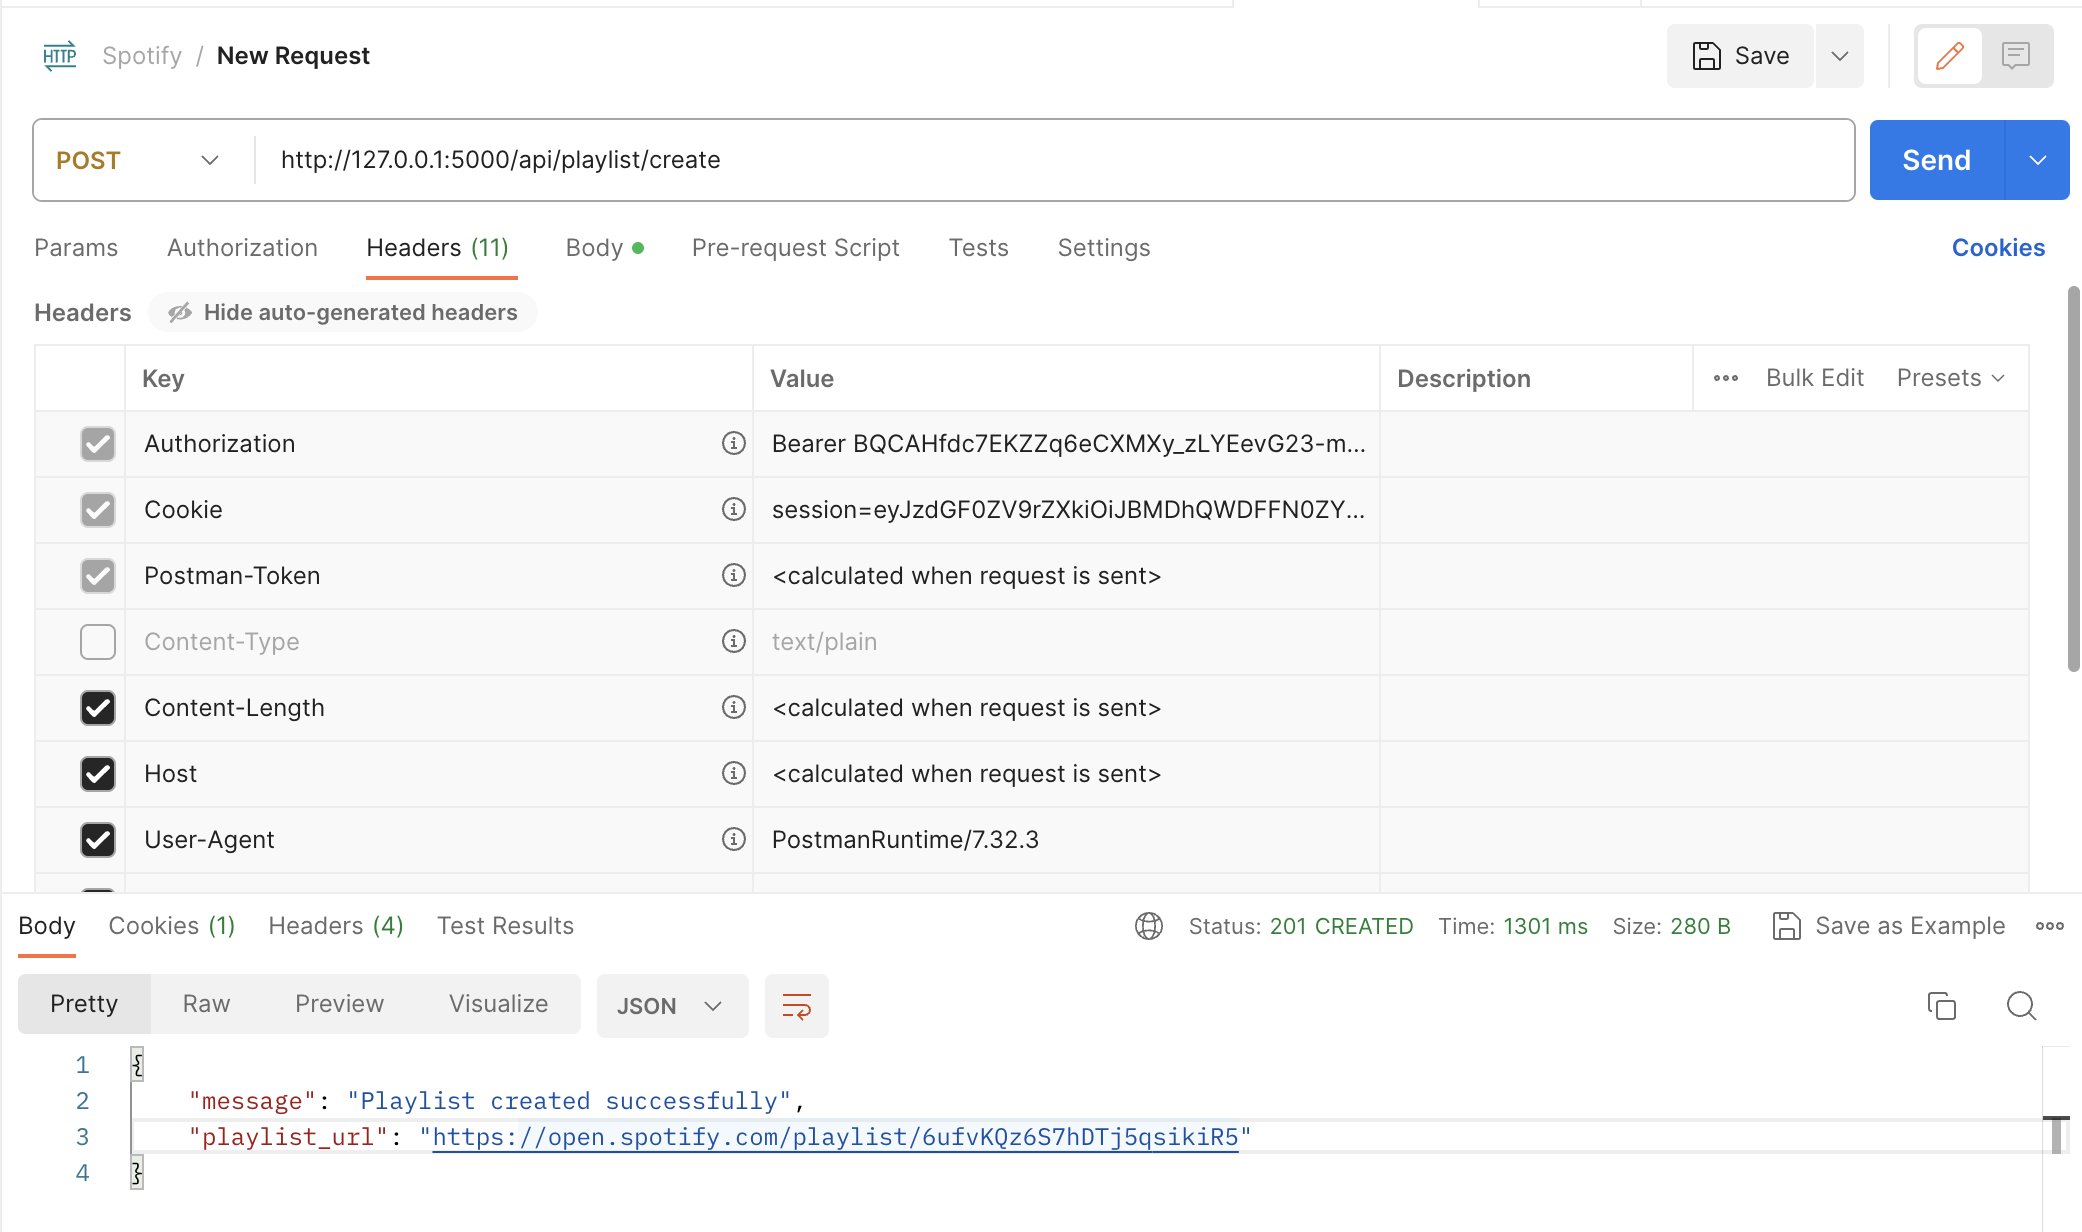 HTTP Spotify / New Request Save
POST http://127.0.0.1:5000/api/playlist/create Send
Params Authorization Headers (11) Body Pre-request Script Tests Settings Cookies
Headers Hide auto-generated headers
Key Value Description Bulk Edit Presets
Authorization Bearer BQCAHfdc7EKZZq6eCXMXy_zLYEevG23-m...
Cookie session=eyJzdGF0ZV9rZXkiOiJBMDhQWDFFN0ZY...
Postman-Token <calculated when request is sent>
Content-Type text/plain
Content-Length <calculated when request is sent>
Host <calculated when request is sent>
User-Agent PostmanRuntime/7.32.3
Body Cookies (1) Headers (4) Test Results Status: 201 CREATED Time: 1301 ms Size: 280 B Save as Example
Pretty Raw Preview Visualize JSON
1 {
2 "message": "Playlist created successfully",
3 "playlist_url": "https://open.spotify.com/playlist/6ufvKQz6S7hDTj5qsikiR5"
4 }